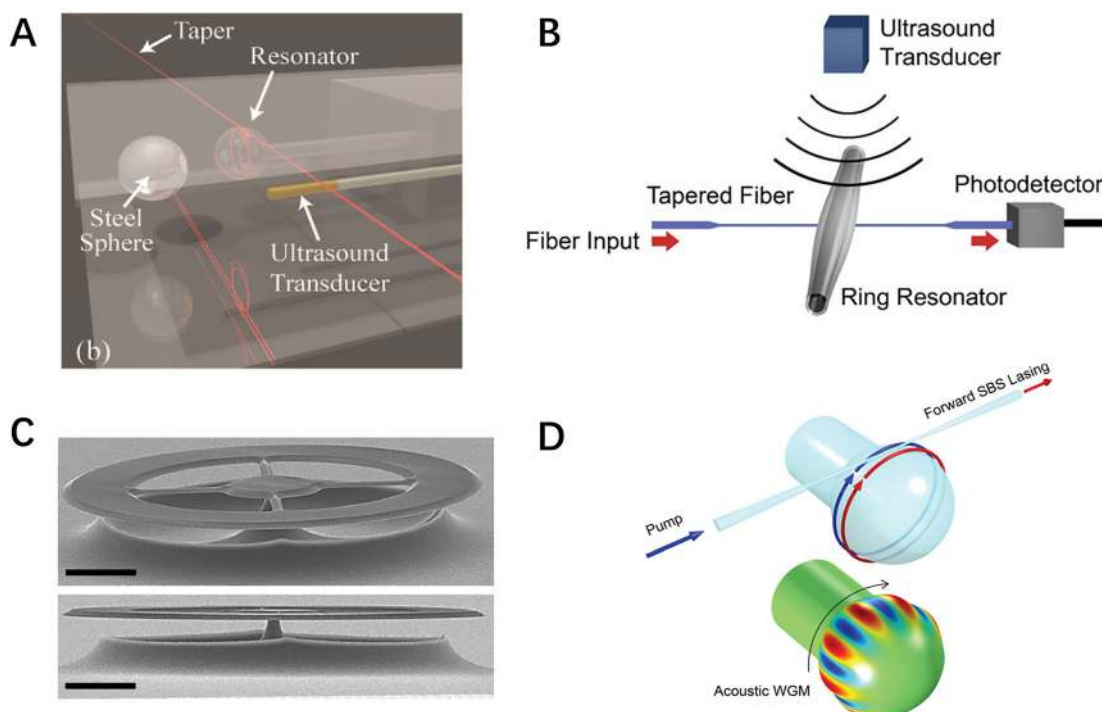 A
Taper
Resonator
Steel
Sphere
Ultrasound
Transducer
(b)
B
Ultrasound
Transducer
Tapered Fiber
Photodetector
Fiber Input
Ring Resonator
C
D
Forward SBS Lasing
Pump
Acoustic WGM